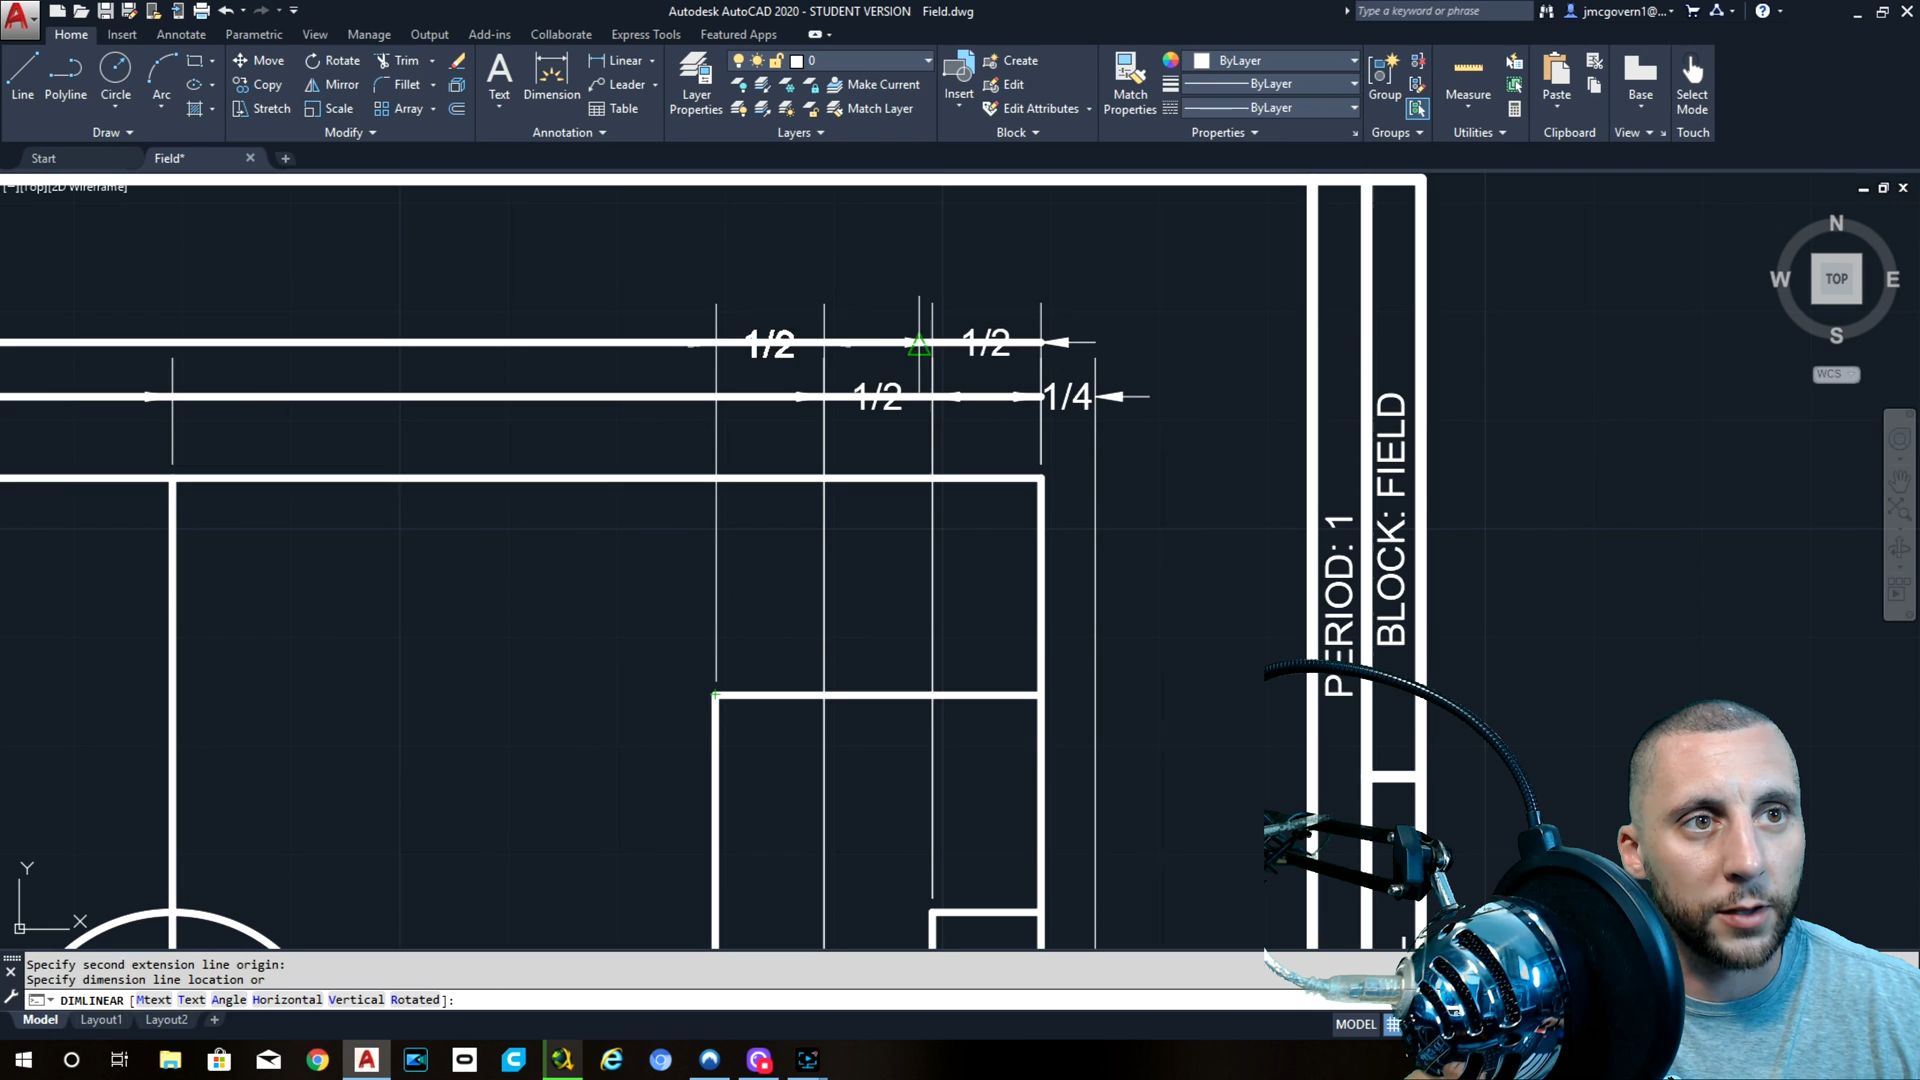 Autodesk AutoCAD 2020 - STUDENT VERSION Field.dwg
Type a keyword or phrase
jmcgovern1@...
Home Insert Annotate Parametric View Manage Output Add-ins Collaborate Express Tools Featured Apps
Line Polyline Circle Arc
Move Rotate Trim
Copy Mirror Fillet
Stretch Scale Array
Text Dimension
Linear
Leader
Table
Layer Properties
0
Make Current
Match Layer
Insert
Create
Edit
Edit Attributes
Match Properties
ByLayer
ByLayer
ByLayer
Group
Measure
Paste
Base
Select Mode
Draw Modify Annotation Layers Block Properties Groups Utilities Clipboard View Touch
Start Field*
[−][Top][2D Wireframe]
N
W TOP E
S
WCS
1/2 1/2
1/2 1/4
PERIOD: 1
BLOCK: FIELD
Y
X
Specify second extension line origin:
Specify dimension line location or
DIMLINEAR [Mtext Text Angle Horizontal Vertical Rotated]:
Model Layout1 Layout2
MODEL